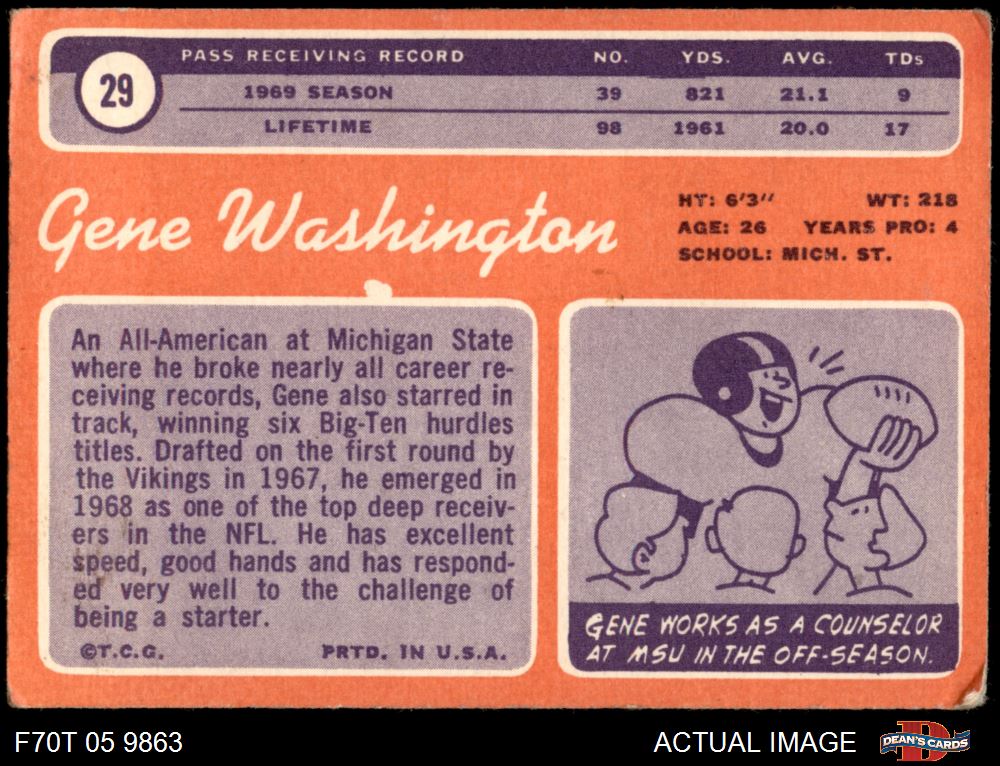 29
PASS RECEIVING RECORD NO. YDS. AVG. TDs
1969 SEASON 39 821 21.1 9
LIFETIME 98 1961 20.0 17
Gene Washington
HT: 6'3" WT: 218
AGE: 26 YEARS PRO: 4
SCHOOL: MICH. ST.
An All-American at Michigan State
where he broke nearly all career re-
ceiving records, Gene also starred in
track, winning six Big-Ten hurdles
titles. Drafted on the first round by
the Vikings in 1967, he emerged in
1968 as one of the top deep receiv-
ers in the NFL. He has excellent
speed, good hands and has respond-
ed very well to the challenge of
being a starter.
©T.C.G. PRTD. IN U.S.A.
GENE WORKS AS A COUNSELOR
AT MSU IN THE OFF-SEASON.
F70T 05 9863
ACTUAL IMAGE
D
DEAN'S CARDS